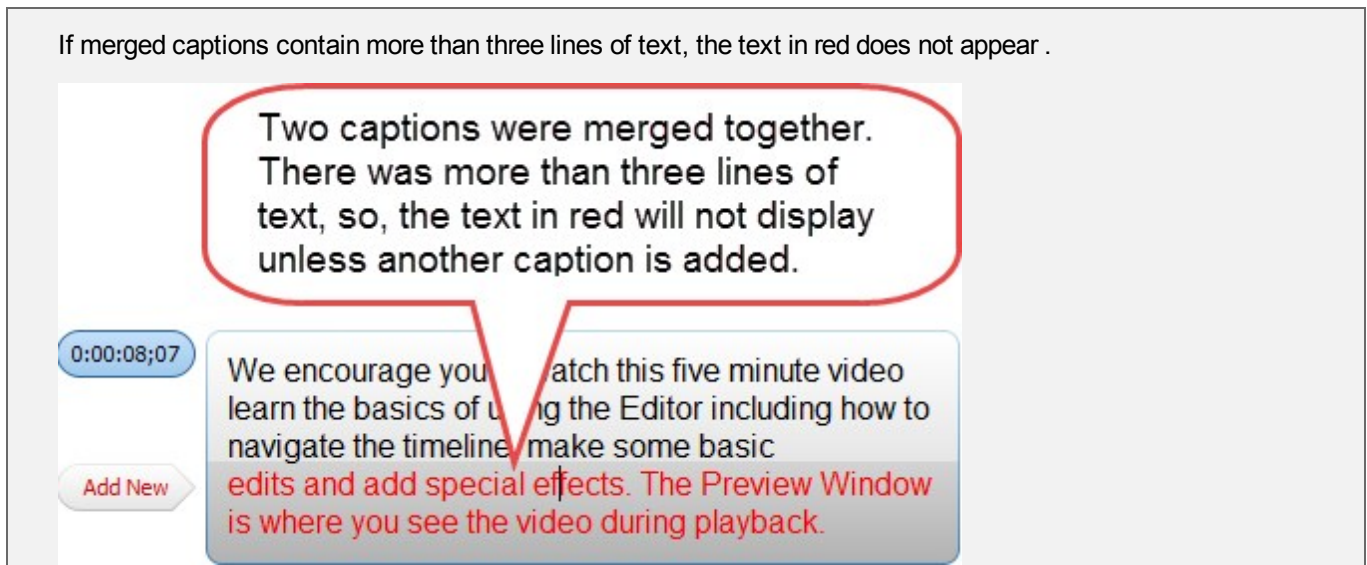 If merged captions contain more than three lines of text, the text in red does not appear .
Two captions were merged together.
There was more than three lines of
text, so, the text in red will not display
unless another caption is added.
0:00:08;07
We encourage you atch this five minute video
learn the basics of u ng the Editor including how to
navigate the timeline make some basic
Add New
edits and add special effects. The Preview Window
is where you see the video during playback.